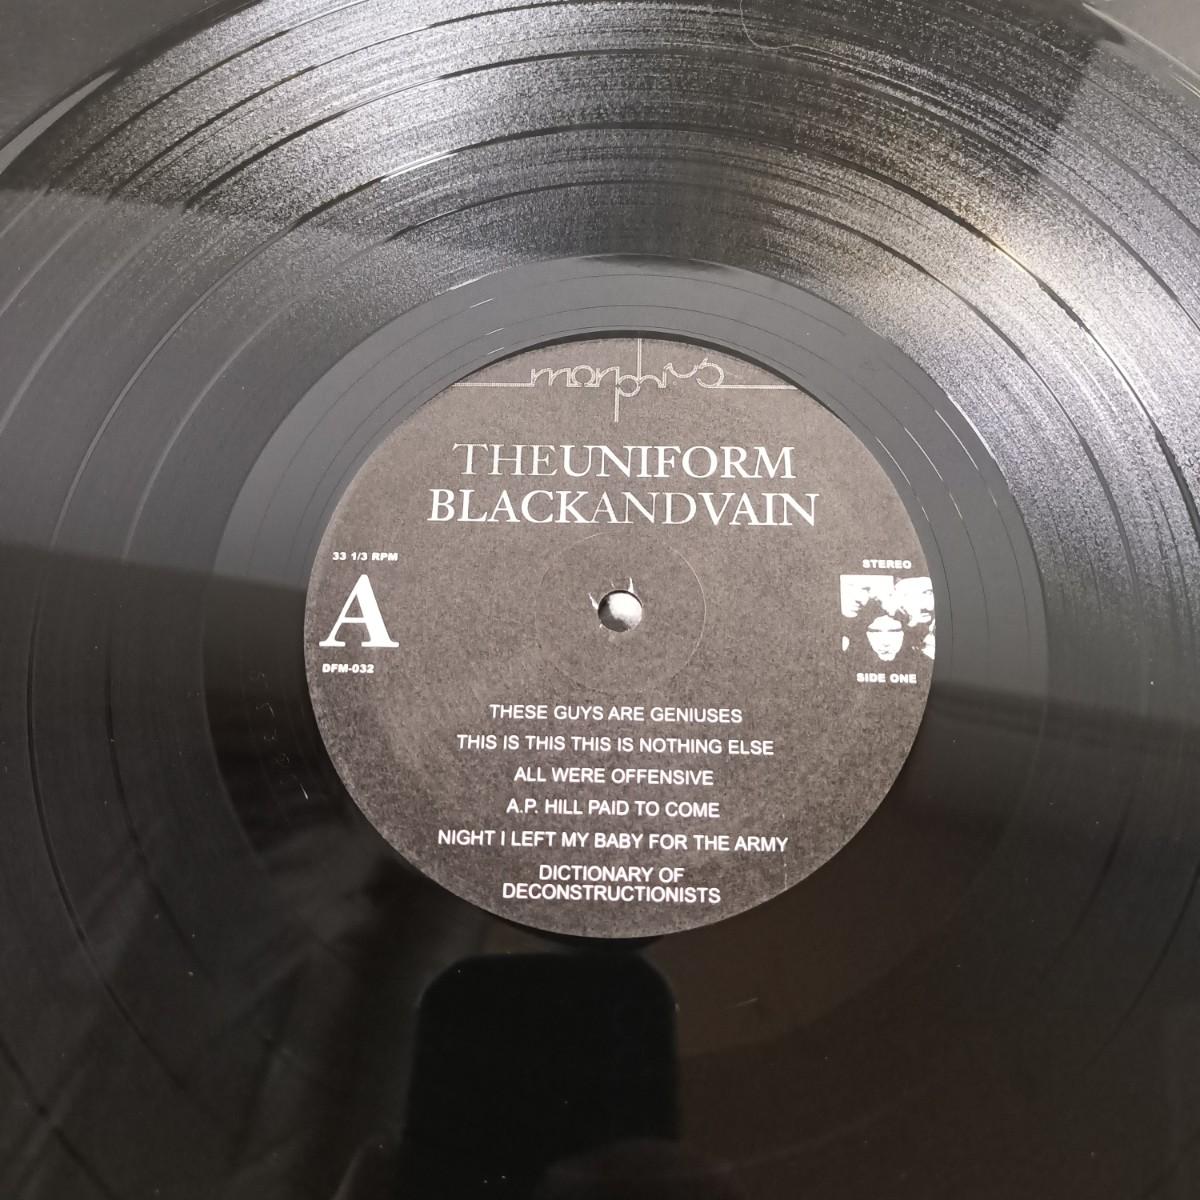 morphius
THEUNIFORM
BLACKANDVAIN
33 1/3 RPM
A
DFM-032
STEREO
SIDE ONE
THESE GUYS ARE GENIUSES
THIS IS THIS THIS IS NOTHING ELSE
ALL WERE OFFENSIVE
A.P. HILL PAID TO COME
NIGHT I LEFT MY BABY FOR THE ARMY
DICTIONARY OF
DECONSTRUCTIONISTS